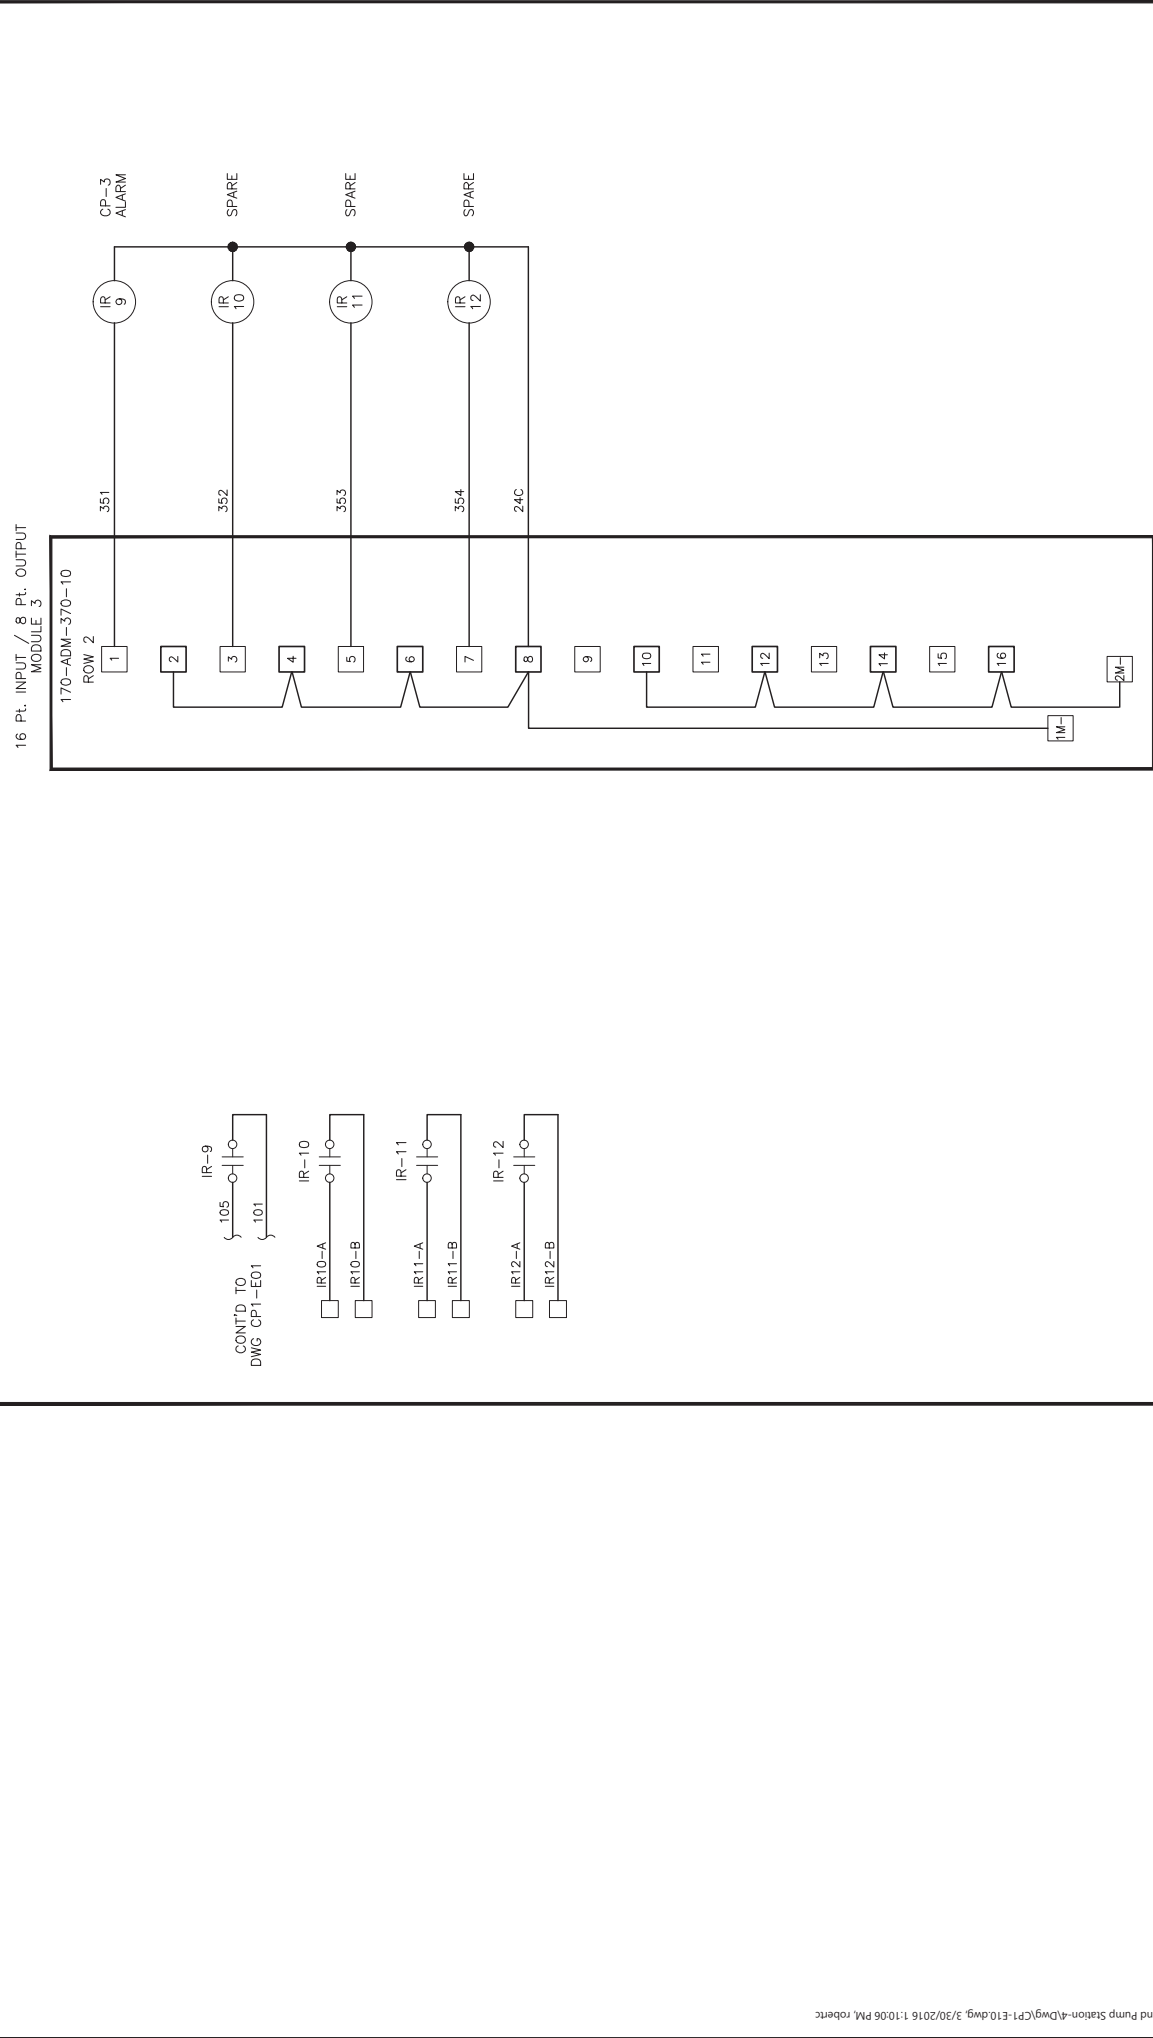 16 Pt. INPUT / 8 Pt. OUTPUT
MODULE 3
170-ADM-370-10
ROW 2
1
2
3
4
5
6
7
8
9
10
11
12
13
14
15
16
1M-
2M-
351
352
353
354
24C
IR
9
IR
10
IR
11
IR
12
CP-3
ALARM
SPARE
SPARE
SPARE
IR-9
105
101
CONT'D TO
DWG CP1-E01
IR-10
IR10-A
IR10-B
IR-11
IR11-A
IR11-B
IR-12
IR12-A
IR12-B
nd Pump Station-4\Dwg\CP1-E10.dwg, 3/30/2016 1:10:06 PM, robertc